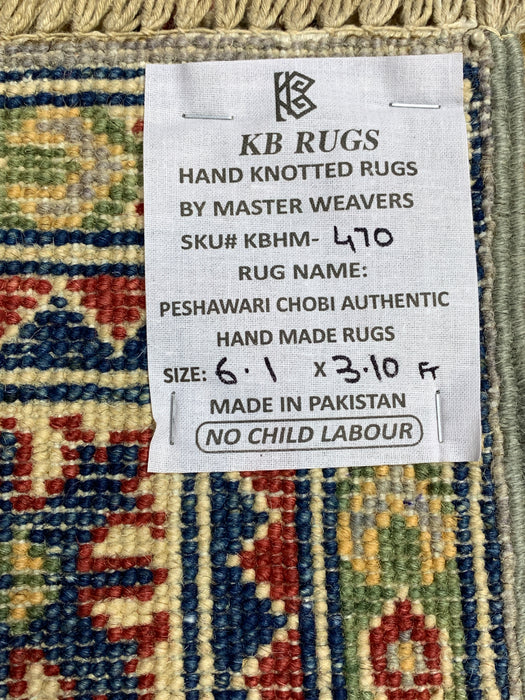 KB
KB RUGS
HAND KNOTTED RUGS
BY MASTER WEAVERS
SKU# KBHM- 470
RUG NAME:
PESHAWARI CHOBI AUTHENTIC
HAND MADE RUGS
SIZE: 6.1 X 3.10 FT
MADE IN PAKISTAN
NO CHILD LABOUR